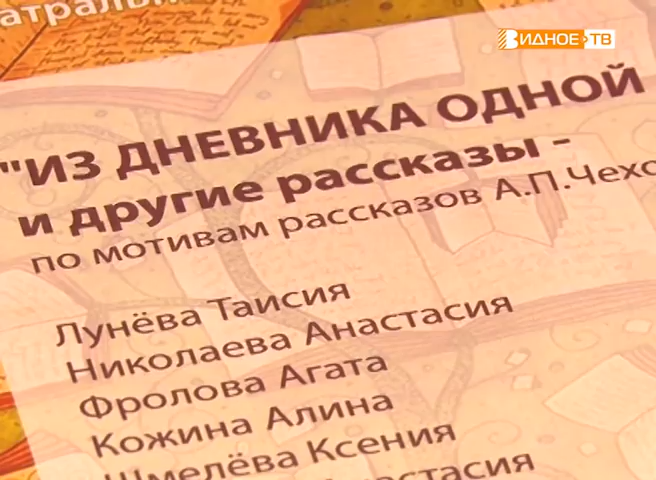 ВИДНОЕ ТВ
"ИЗ ДНЕВНИКА ОДНОЙ
и другие рассказы -
по мотивам рассказов А.П.Чехо
Лунёва Таисия
Николаева Анастасия
Фролова Агата
Кожина Алина
Шмелёва Ксения